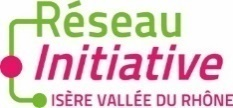 Réseau
Initiative
ISÈRE VALLÉE DU RHÔNE